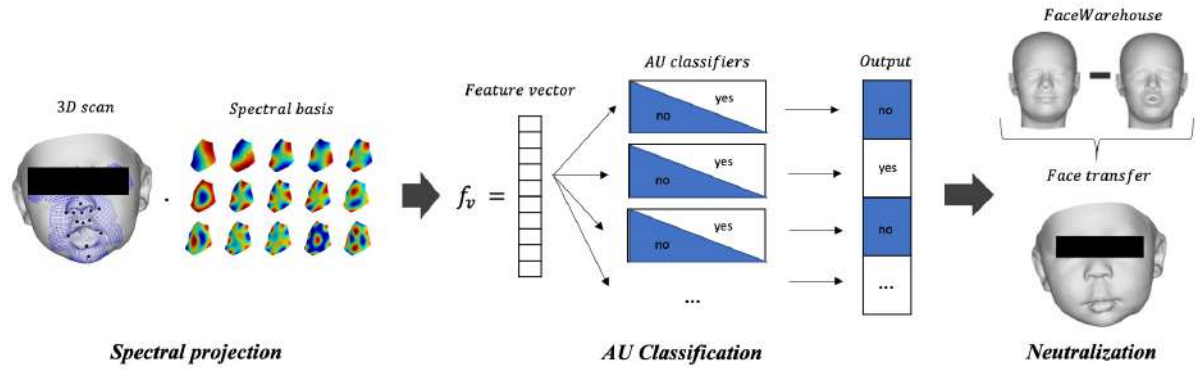 3D scan
Spectral basis
.
Spectral projection
Feature vector
f_v =
AU classifiers
yes
no
yes
no
yes
no
...
AU Classification
Output
no
yes
no
...
FaceWarehouse
Face transfer
Neutralization